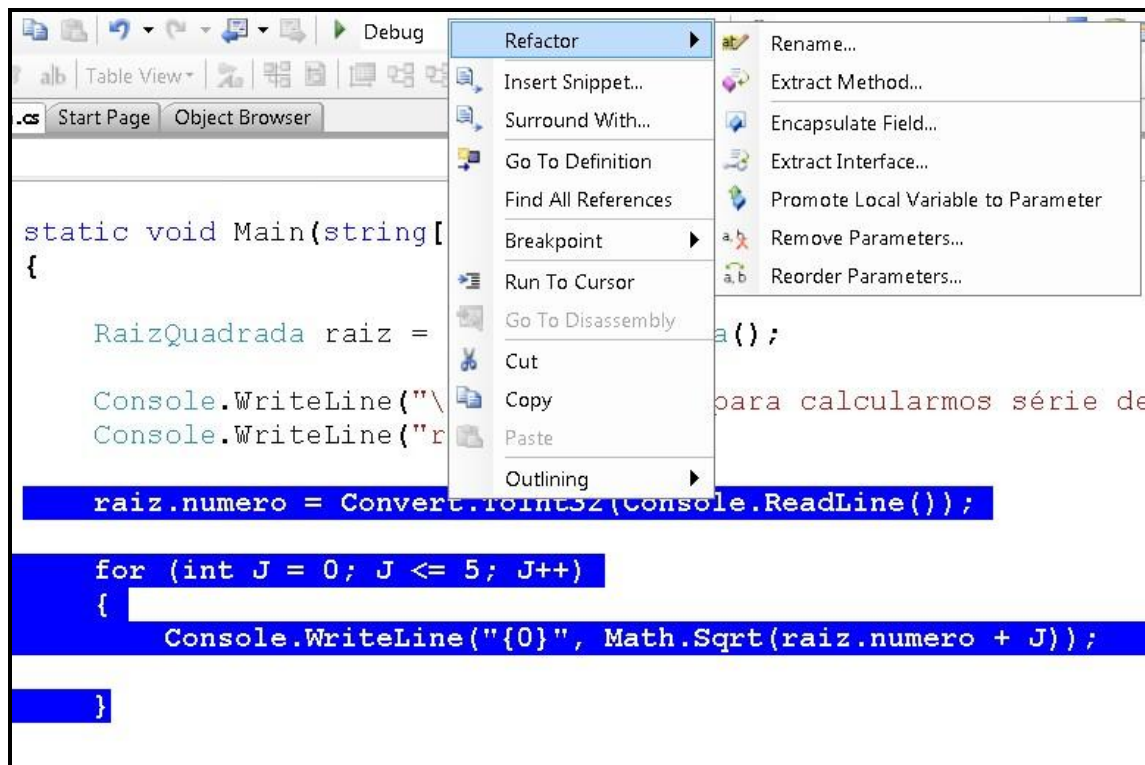 Debug
alb Table View
.cs Start Page Object Browser
Refactor
Insert Snippet...
Surround With...
Go To Definition
Find All References
Breakpoint
Run To Cursor
Go To Disassembly
Cut
Copy
Paste
Outlining
Rename...
Extract Method...
Encapsulate Field...
Extract Interface...
Promote Local Variable to Parameter
Remove Parameters...
Reorder Parameters...
static void Main(string[
{
RaizQuadrada raiz = a();
Console.WriteLine("\ para calcularmos série de
Console.WriteLine("r
raiz.numero = Convert.ToInt32(Console.ReadLine());
for (int J = 0; J <= 5; J++)
{
Console.WriteLine("{0}", Math.Sqrt(raiz.numero + J));
}